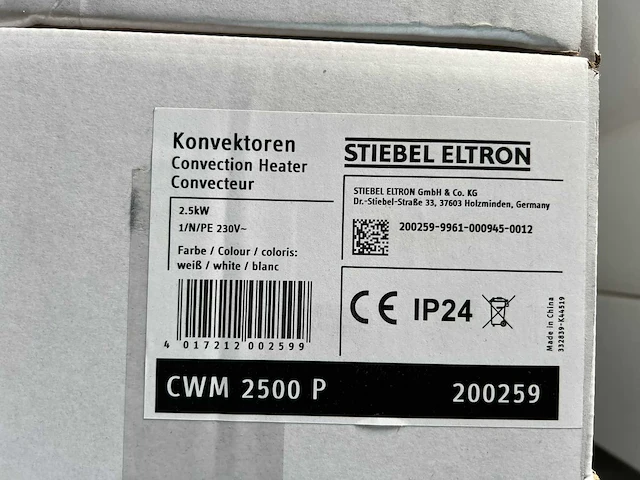 Konvektoren
Convection Heater
Convecteur
2.5kW
1/N/PE 230V~
Farbe / Colour / coloris:
weiß / white / blanc
4 017212 002599
STIEBEL ELTRON
STIEBEL ELTRON GmbH & Co. KG
Dr.-Stiebel-Straße 33, 37603 Holzminden, Germany
200259-9961-000945-0012
CE IP24
Made in China
332839-K44519
CWM 2500 P 200259